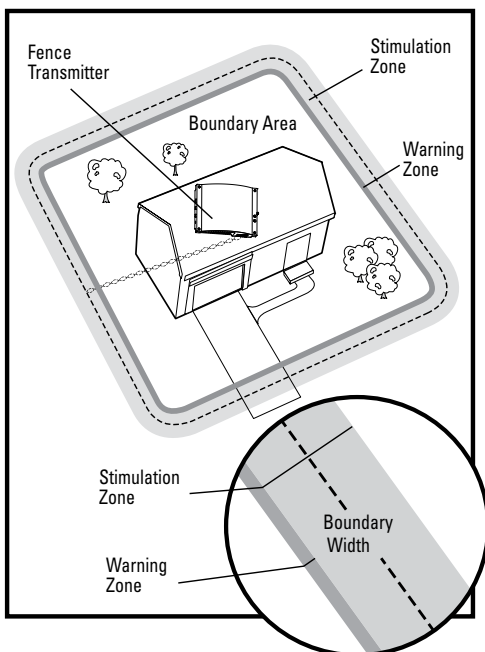 Fence
Transmitter
Stimulation
Zone
Boundary Area
Warning
Zone
Stimulation
Zone
Boundary
Width
Warning
Zone